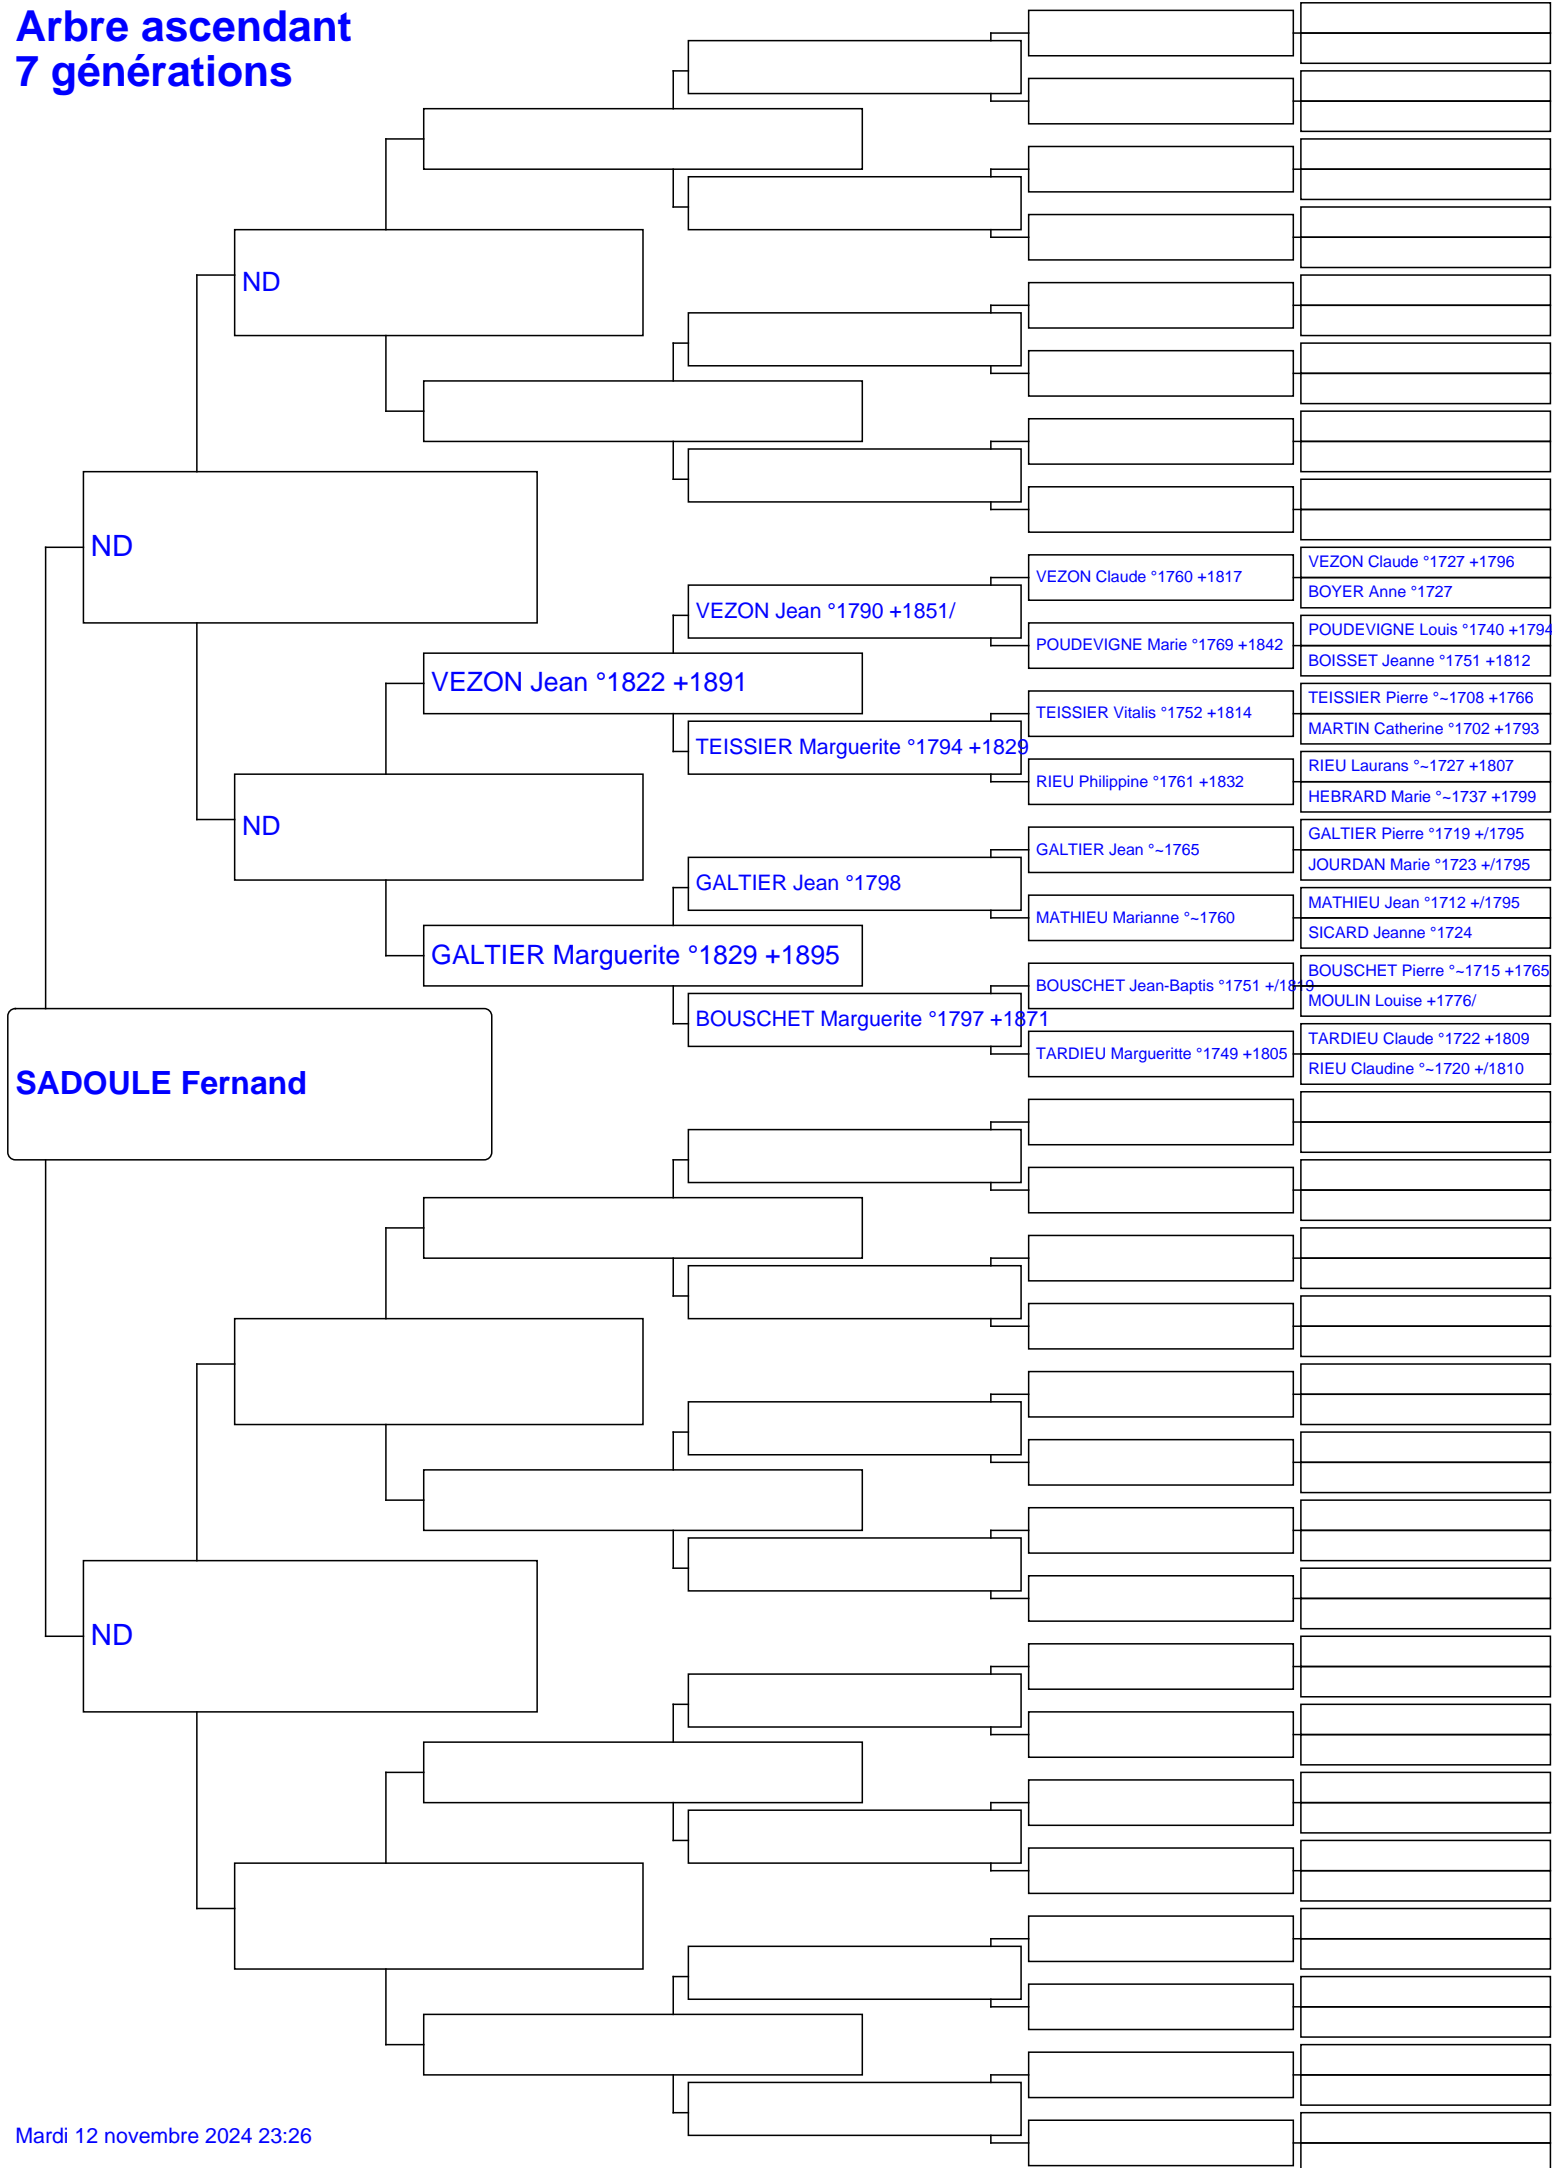 Arbre ascendant
7 générations
ND
ND
VEZON Claude °1760 +1817
VEZON Claude °1727 +1796
BOYER Anne °1727
VEZON Jean °1790 +1851/
POUDEVIGNE Marie °1769 +1842
POUDEVIGNE Louis °1740 +1794
BOISSET Jeanne °1751 +1812
VEZON Jean °1822 +1891
TEISSIER Vitalis °1752 +1814
TEISSIER Pierre °~1708 +1766
MARTIN Catherine °1702 +1793
TEISSIER Marguerite °1794 +1829
RIEU Philippine °1761 +1832
RIEU Laurans °~1727 +1807
HEBRARD Marie °~1737 +1799
ND
GALTIER Jean °~1765
GALTIER Pierre °1719 +/1795
JOURDAN Marie °1723 +/1795
GALTIER Jean °1798
MATHIEU Marianne °~1760
MATHIEU Jean °1712 +/1795
SICARD Jeanne °1724
GALTIER Marguerite °1829 +1895
BOUSCHET Jean-Baptis °1751 +/1819
BOUSCHET Pierre °~1715 +1765
MOULIN Louise +1776/
BOUSCHET Marguerite °1797 +1871
TARDIEU Margueritte °1749 +1805
TARDIEU Claude °1722 +1809
RIEU Claudine °~1720 +/1810
SADOULE Fernand
ND
Mardi 12 novembre 2024 23:26